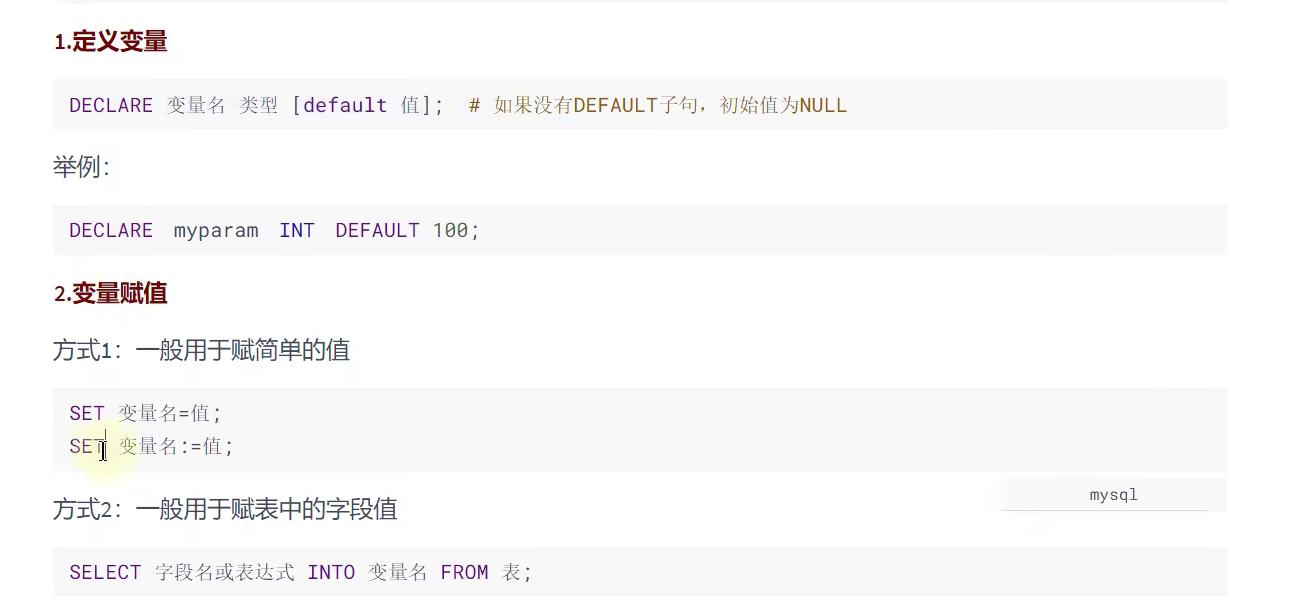 1.定义变量
DECLARE 变量名 类型 [default 值]; # 如果没有DEFAULT子句，初始值为NULL
举例：
DECLARE myparam INT DEFAULT 100;
2.变量赋值
方式1：一般用于赋简单的值
SET 变量名=值;
SET 变量名:=值;
mysql
方式2：一般用于赋表中的字段值
SELECT 字段名或表达式 INTO 变量名 FROM 表;